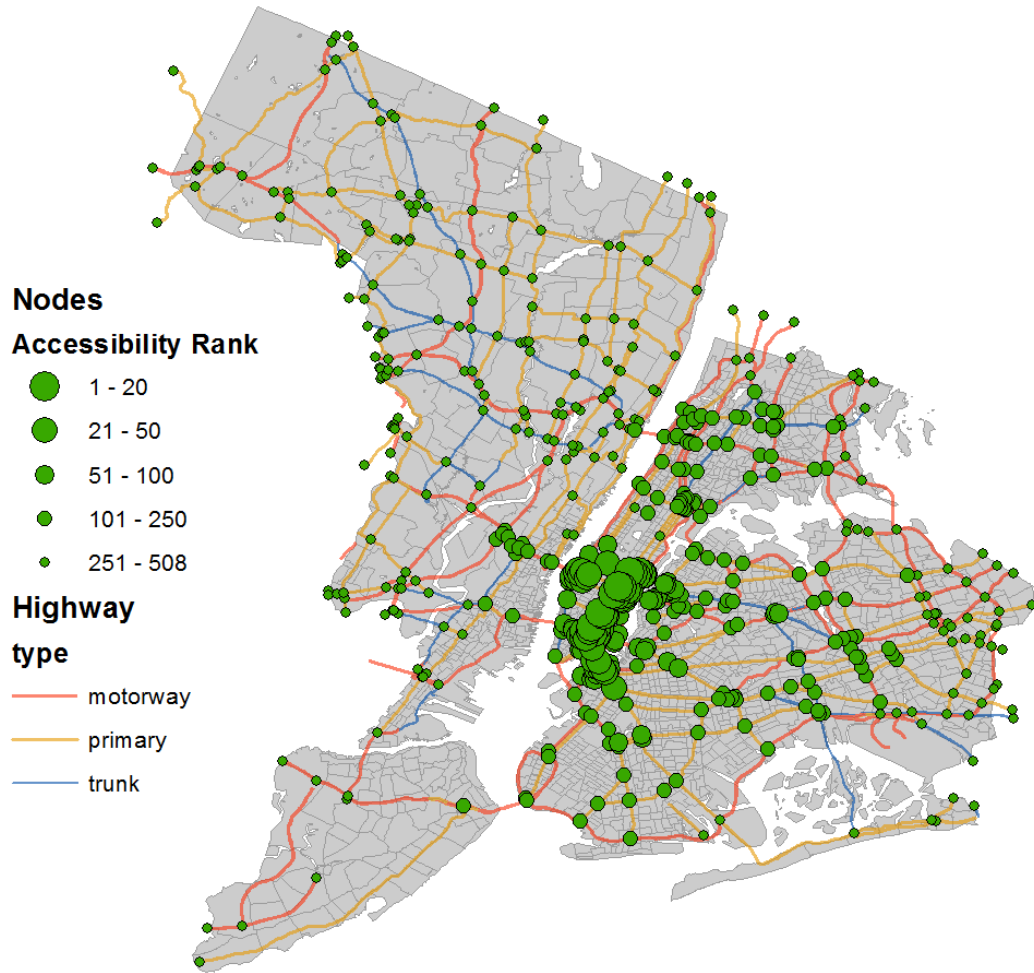 Nodes
Accessibility Rank
1 - 20
21 - 50
51 - 100
101 - 250
251 - 508
Highway
type
motorway
primary
trunk